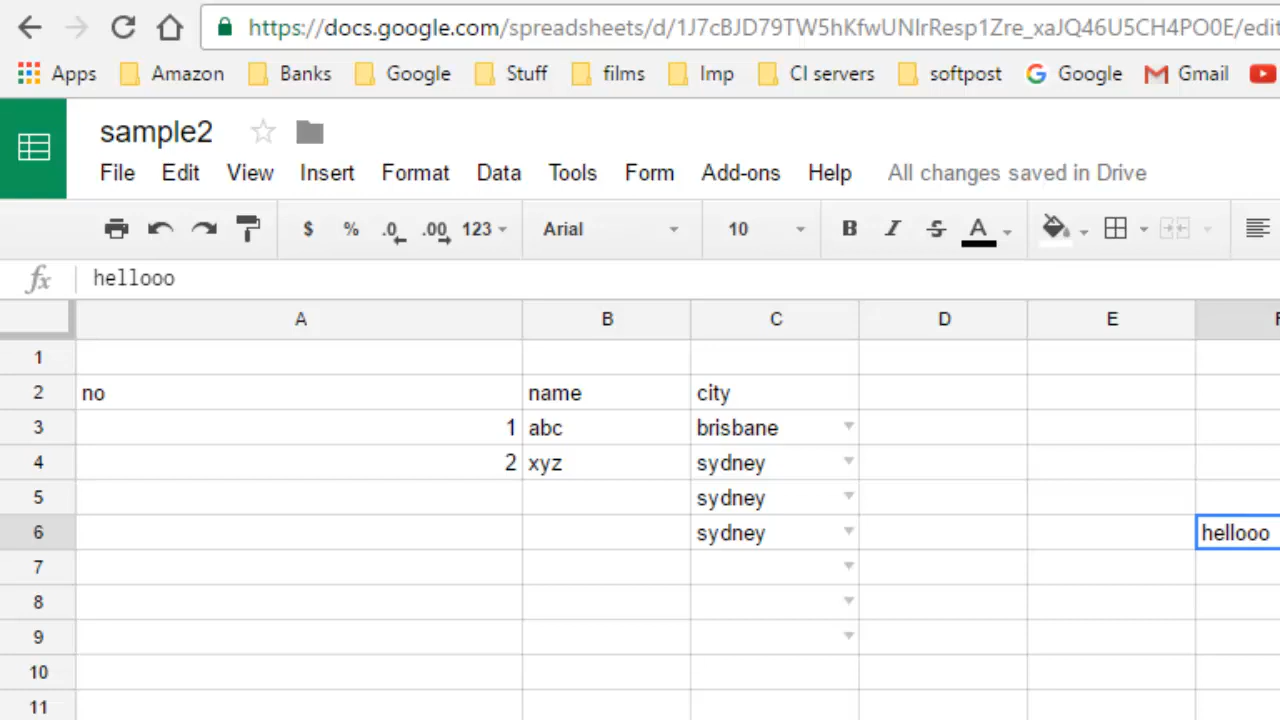 https://docs.google.com/spreadsheets/d/1J7cBJD79TW5hKfwUNlrResp1Zre_xaJQ46U5CH4PO0E/edit
Apps Amazon Banks Google Stuff films Imp CI servers softpost Google Gmail
sample2
File Edit View Insert Format Data Tools Form Add-ons Help All changes saved in Drive
$ % .0 .00 123 Arial 10 B I S A
fx hellooo
A B C D E F
1
2 no name city
3 1 abc brisbane
4 2 xyz sydney
5 sydney
6 sydney hellooo
7
8
9
10
11